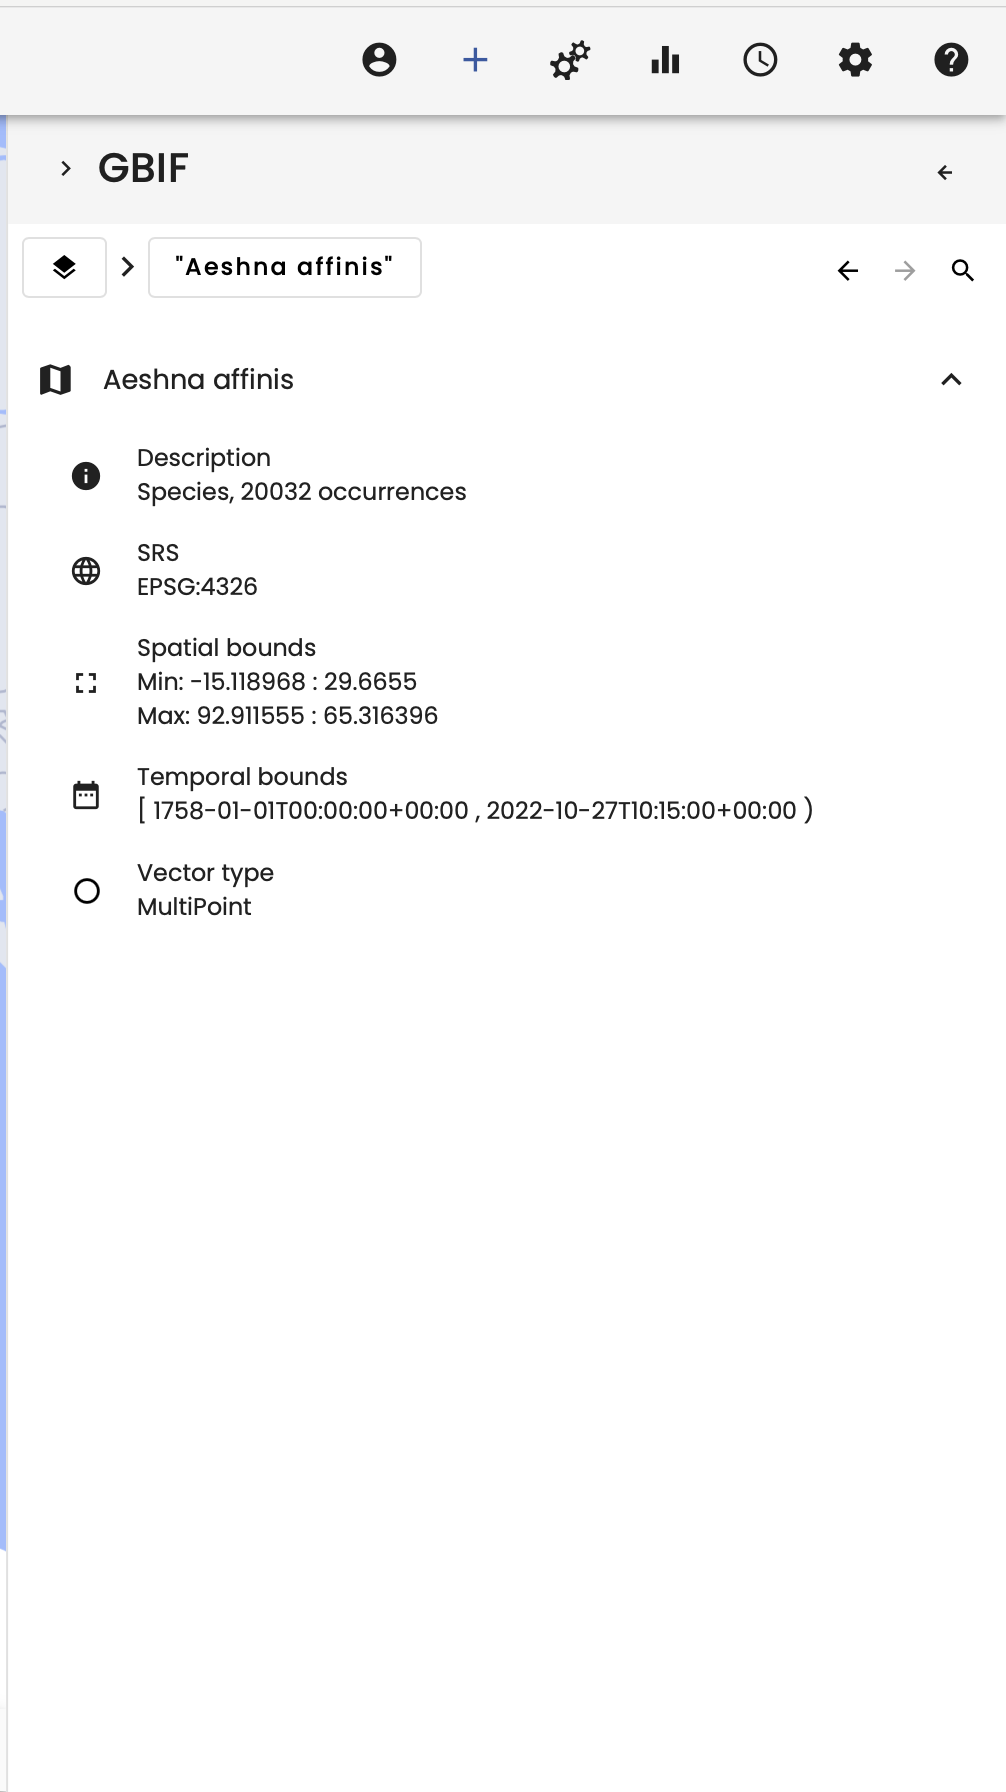 GBIF
"Aeshna affinis"
Aeshna affinis
Description
Species, 20032 occurrences
SRS
EPSG:4326
Spatial bounds
Min: -15.118968 : 29.6655
Max: 92.911555 : 65.316396
Temporal bounds
[ 1758-01-01T00:00:00+00:00 , 2022-10-27T10:15:00+00:00 )
Vector type
MultiPoint